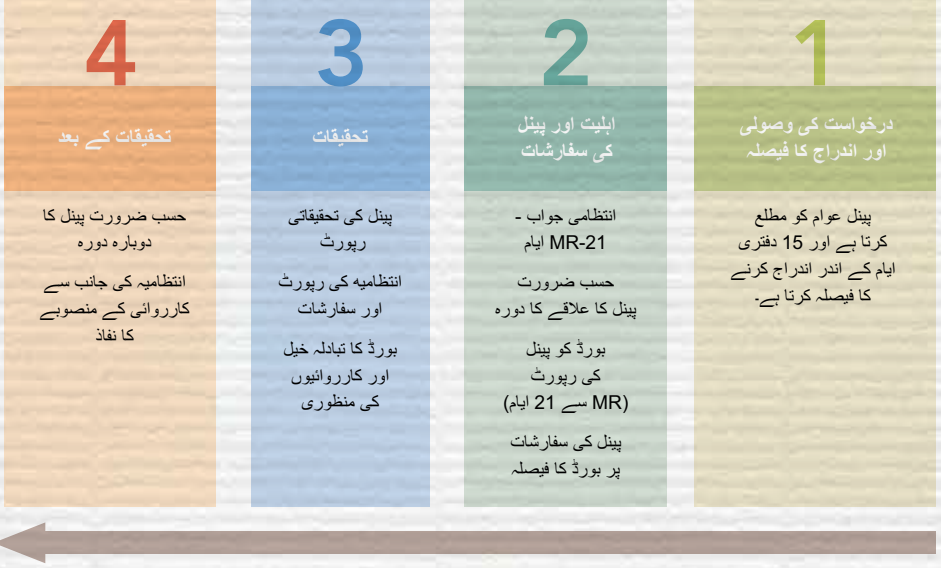 1
درخواست کی وصولی
اور اندراج کا فیصلہ
پینل عوام کو مطلع
کرتا ہے اور 15 دفتری
ایام کے اندر اندراج کرنے
کا فیصلہ کرتا ہے۔
2
اہلیت اور پینل
کی سفارشات
انتظامی جواب -
MR-21 ایام
حسب ضرورت
پینل کا علاقے کا دورہ
بورڈ کو پینل
کی رپورٹ
(MR سے 21 ایام)
پینل کی سفارشات
پر بورڈ کا فیصلہ
3
تحقیقات
پینل کی تحقیقاتی
رپورٹ
انتظامیہ کی رپورٹ
اور سفارشات
بورڈ کا تبادلہ خیل
اور کارروائیوں
کی منظوری
4
تحقیقات کے بعد
حسب ضرورت پینل کا
دوبارہ دورہ
انتظامیہ کی جانب سے
کارروائی کے منصوبے
کا نفاذ